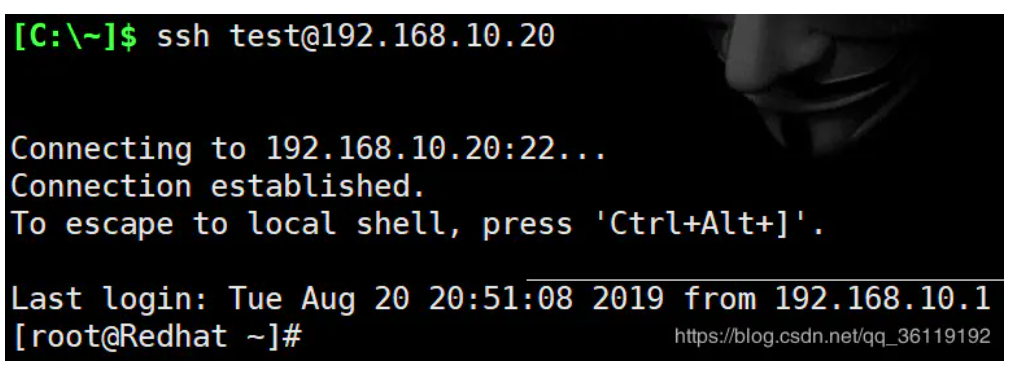 [C:\~]$ ssh test@192.168.10.20
Connecting to 192.168.10.20:22...
Connection established.
To escape to local shell, press 'Ctrl+Alt+]'.
Last login: Tue Aug 20 20:51:08 2019 from 192.168.10.1
[root@Redhat ~]#
https://blog.csdn.net/qq_36119192